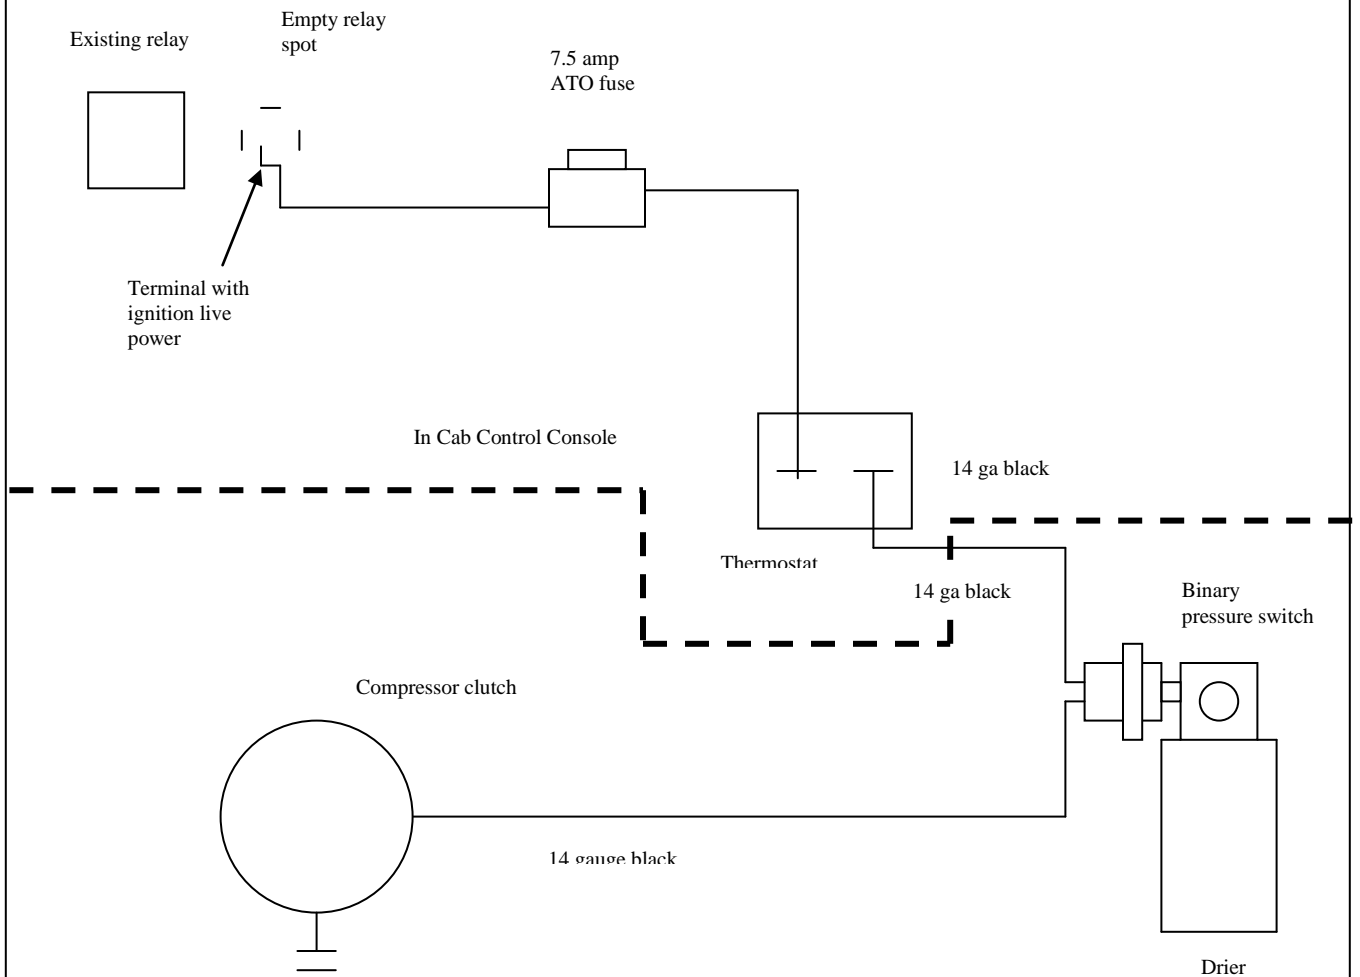 Existing relay
Empty relay
spot
7.5 amp
ATO fuse
Terminal with
ignition live
power
In Cab Control Console
14 ga black
Thermostat
14 ga black
Binary
pressure switch
Compressor clutch
14 gauge black
Drier